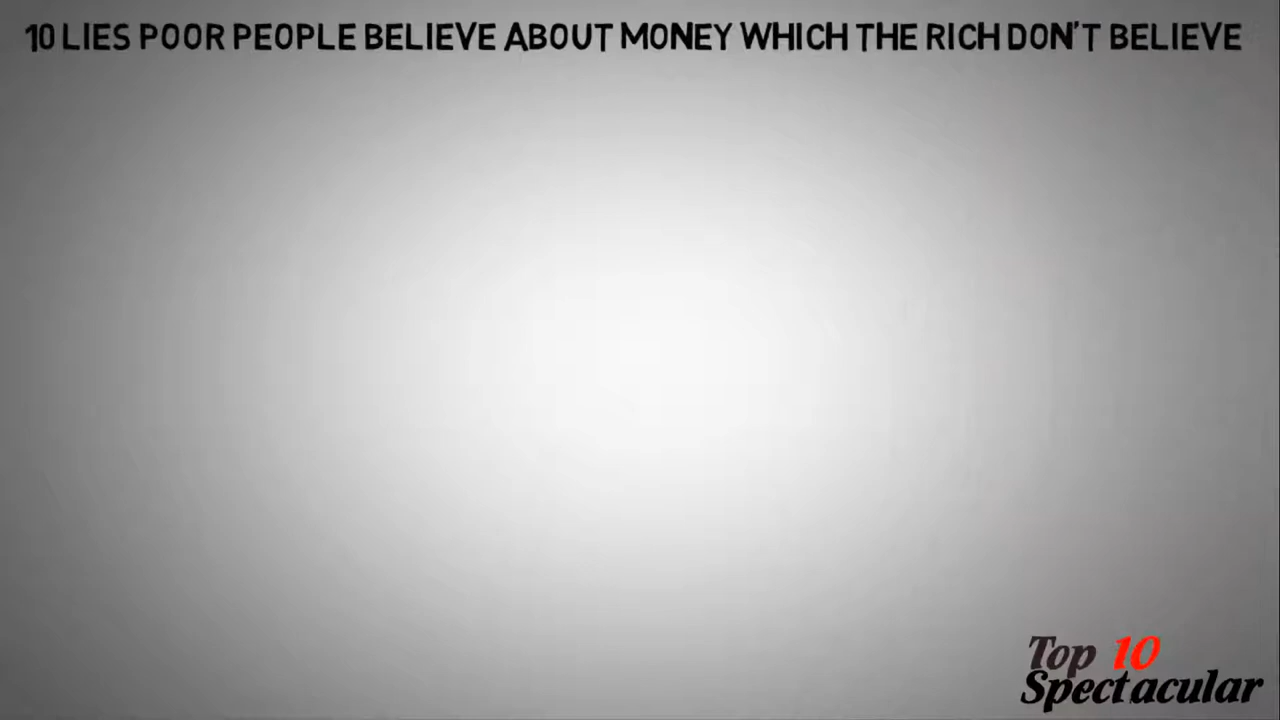 10 LIES POOR PEOPLE BELIEVE ABOUT MONEY WHICH THE RICH DON'T BELIEVE
Top 10
Spectacular